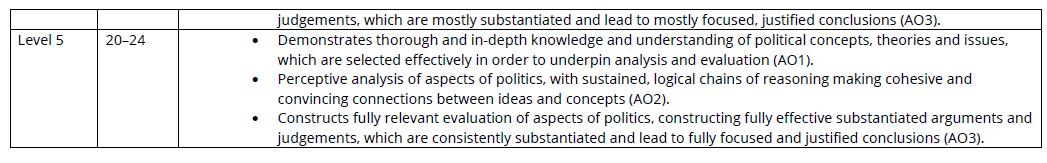 judgements, which are mostly substantiated and lead to mostly focused, justified conclusions (AO3).
Level 5 20–24 • Demonstrates thorough and in-depth knowledge and understanding of political concepts, theories and issues,
which are selected effectively in order to underpin analysis and evaluation (AO1).
• Perceptive analysis of aspects of politics, with sustained, logical chains of reasoning making cohesive and
convincing connections between ideas and concepts (AO2).
• Constructs fully relevant evaluation of aspects of politics, constructing fully effective substantiated arguments and
judgements, which are consistently substantiated and lead to fully focused and justified conclusions (AO3).